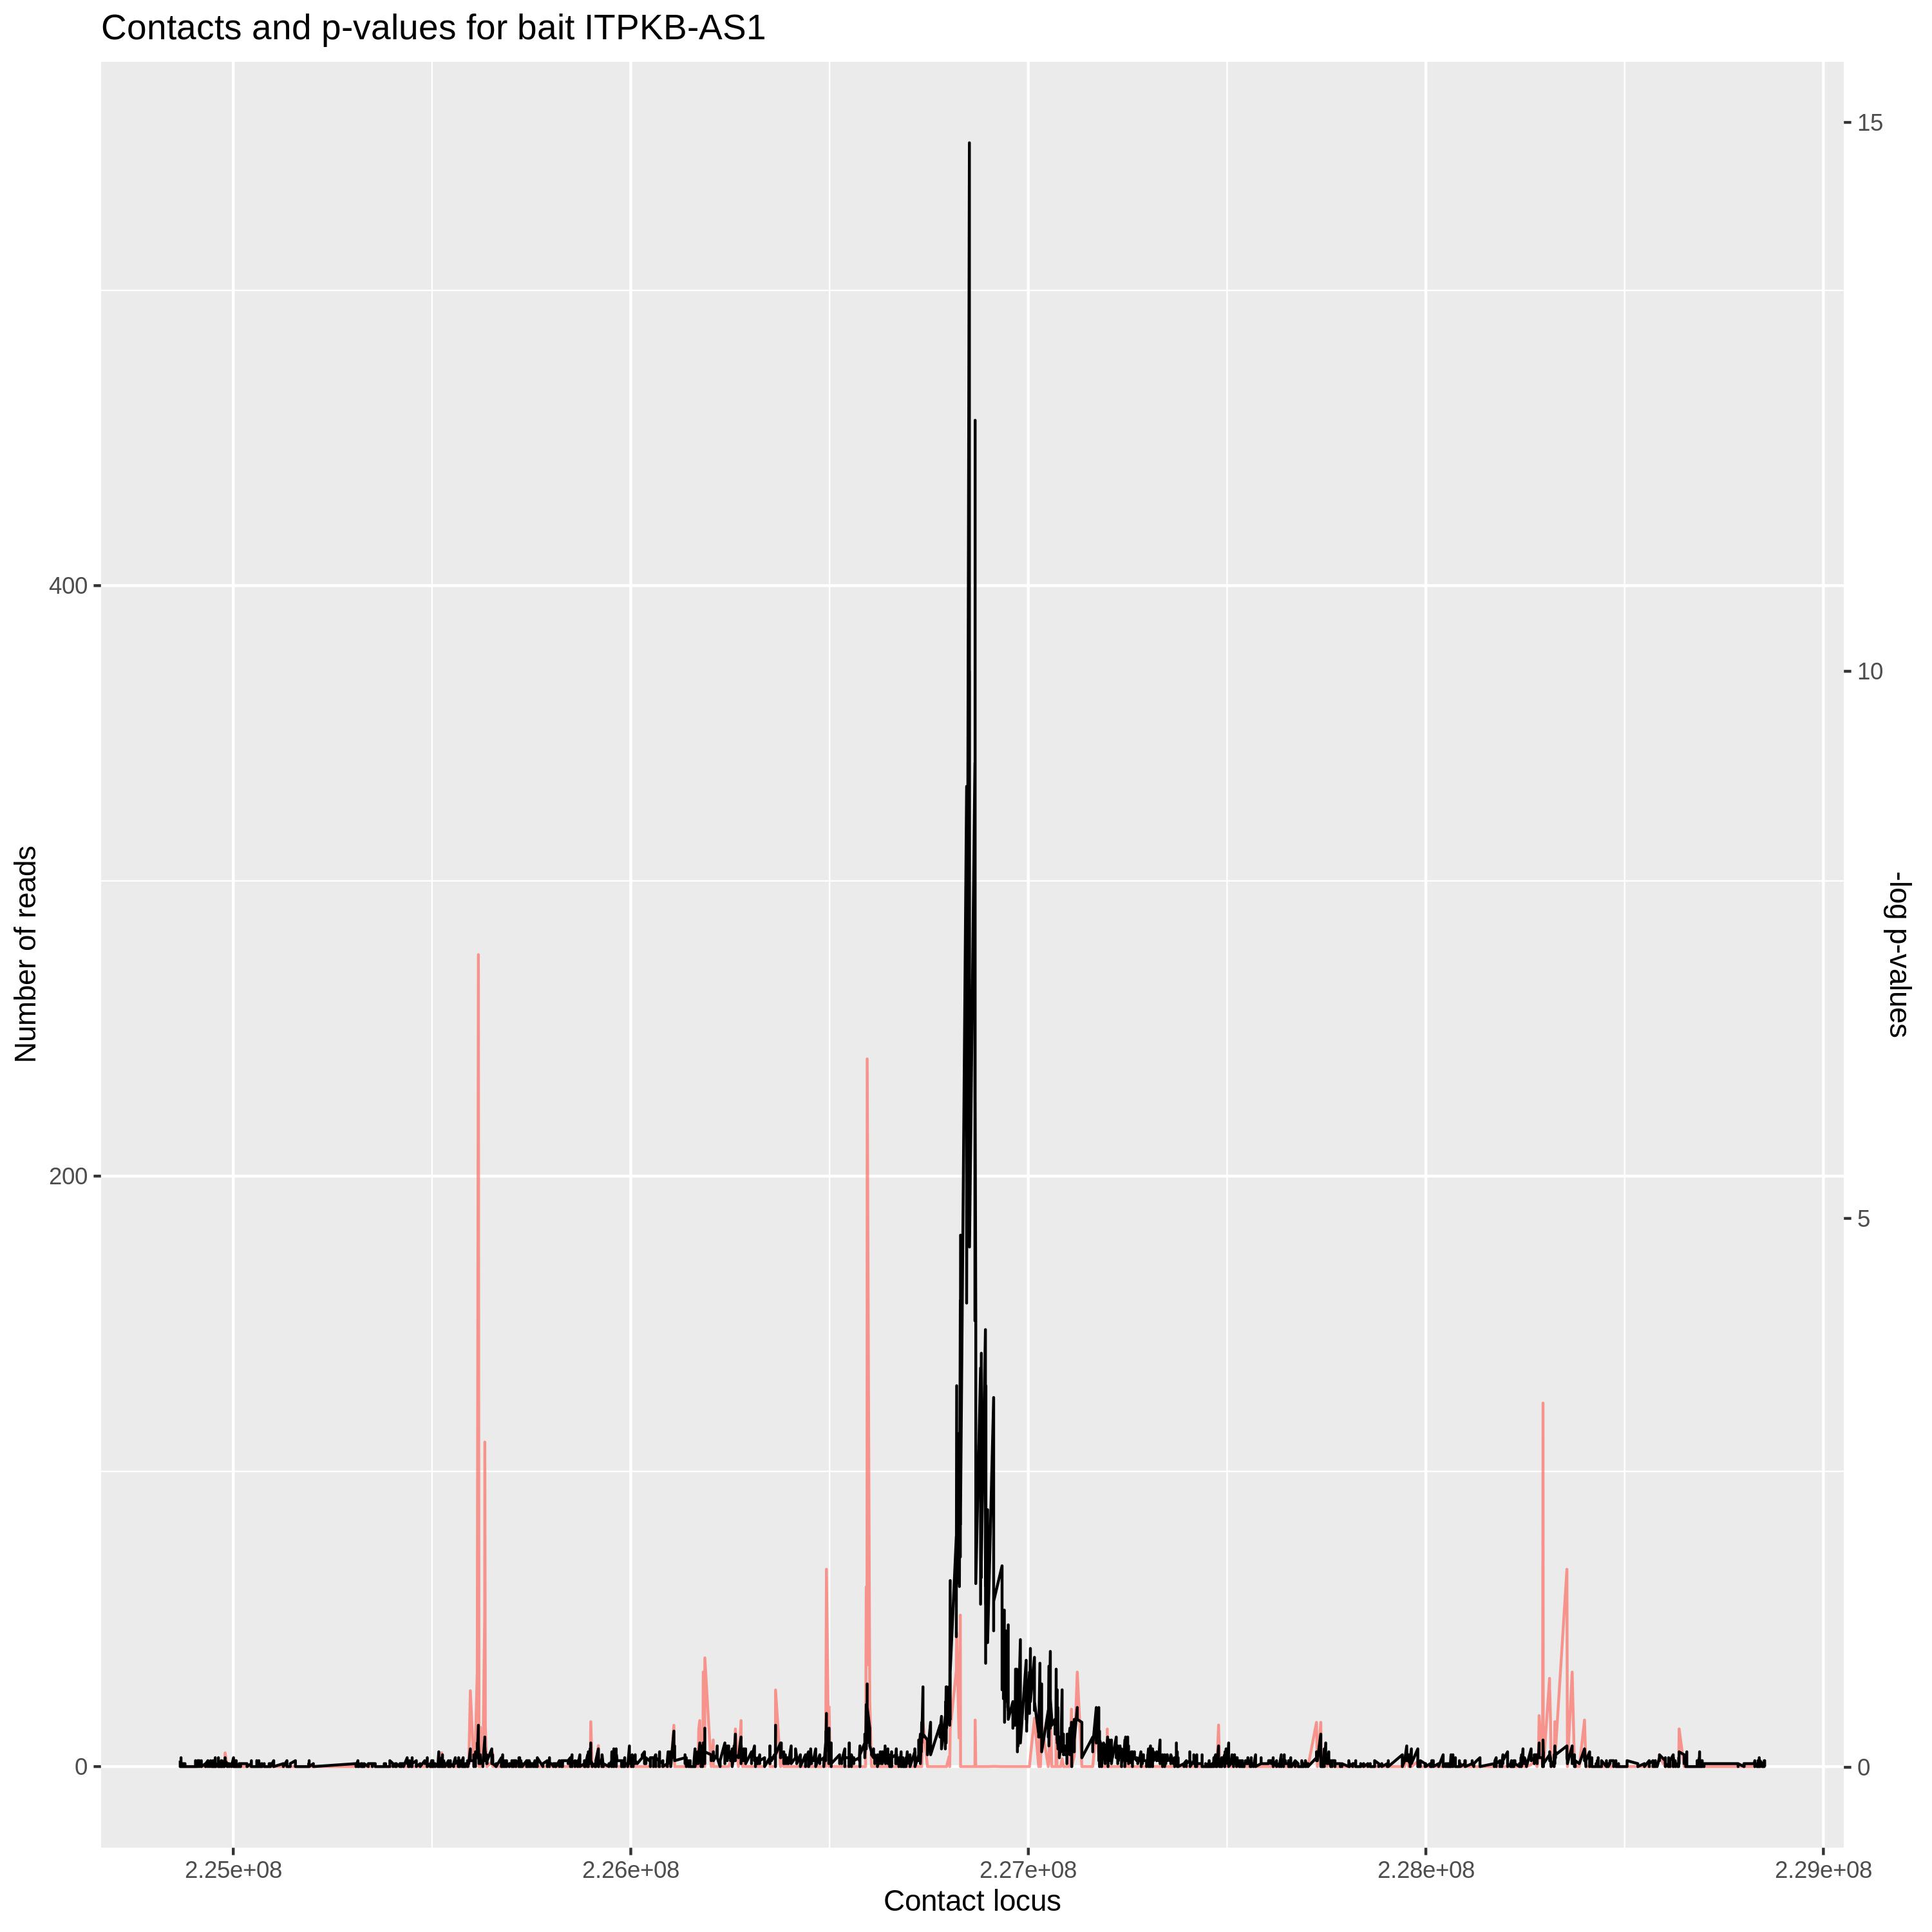 Contacts and p-values for bait ITPKB-AS1
Number of reads
400
200
0
15
10
5
0
-log p-values
2.25e+08
2.26e+08
2.27e+08
2.28e+08
2.29e+08
Contact locus